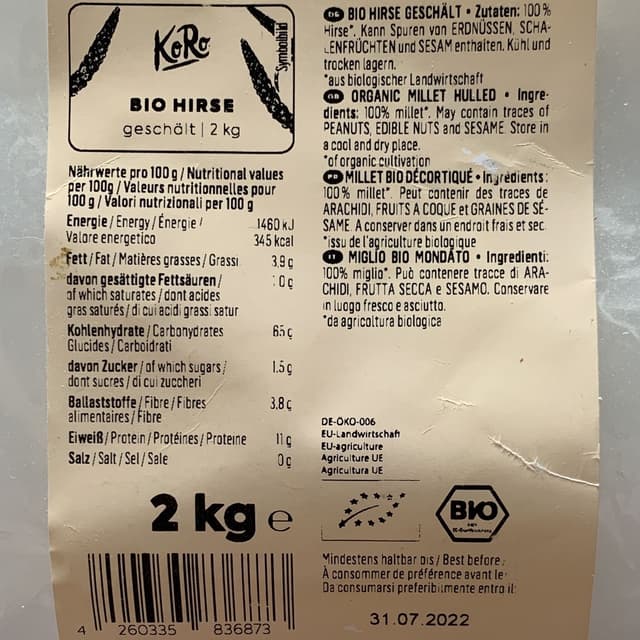 KoRo
Symbolbild
BIO HIRSE
geschält | 2 kg
Nährwerte pro 100 g / Nutritional values
per 100g / Valeurs nutritionnelles pour
100 g / Valori nutrizionali per 100 g
Energie / Energy / Énergie / 1460 kJ
Valore energetico 345 kcal
Fett / Fat / Matières grasses / Grassi 3,9 g
davon gesättigte Fettsäuren /
of which saturates / dont acides
gras saturés / di cui acidi grassi satur
Kohlenhydrate / Carbohydrates 65 g
Glucides / Carboidrati
davon Zucker / of which sugars / 1,5 g
dont sucres / di cui zuccheri
Ballaststoffe / Fibre / Fibres 3,8 g
alimentaires / Fibre
Eiweiß / Protein / Protéines / Proteine 11 g
Salz / Salt / Sel / Sale 0 g
2 kg e
4 260335 836873
DE BIO HIRSE GESCHÄLT • Zutaten: 100 %
Hirse*. Kann Spuren von ERDNÜSSEN, SCHA-
LENFRÜCHTEN und SESAM enthalten. Kühl und
trocken lagern.
*aus biologischer Landwirtschaft
GB ORGANIC MILLET HULLED • Ingre-
dients: 100% millet*. May contain traces of
PEANUTS, EDIBLE NUTS and SESAME. Store in
a cool and dry place.
*of organic cultivation
MILLET BIO DÉCORTIQUÉ • Ingrédients:
100 % millet*. Peut contenir des traces de
ARACHIDI, FRUITS A COQUE et GRAINES DE SÉ-
SAME. A conserver dans un endroit frais et sec.
*issu de l'agriculture biologique
IT MIGLIO BIO MONDATO • Ingredienti:
100% miglio*. Può contenere tracce di ARA-
CHIDI, FRUTTA SECCA e SESAMO. Conservare
in luogo fresco e asciutto.
*da agricoltura biologica
DE-ÖKO-006
EU-Landwirtschaft
EU-agriculture
Agriculture UE
Agricultura UE
BIO
Mindestens haltbar bis / Best before /
À consommer de préférence avant le
Da consumarsi preferibilmente entro il:
31.07.2022